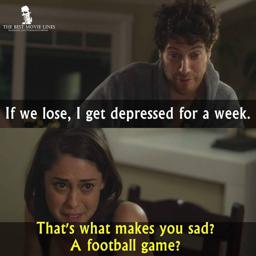 THE BEST MOVIE LINES
If we lose, I get depressed for a week.
That's what makes you sad?
A football game?